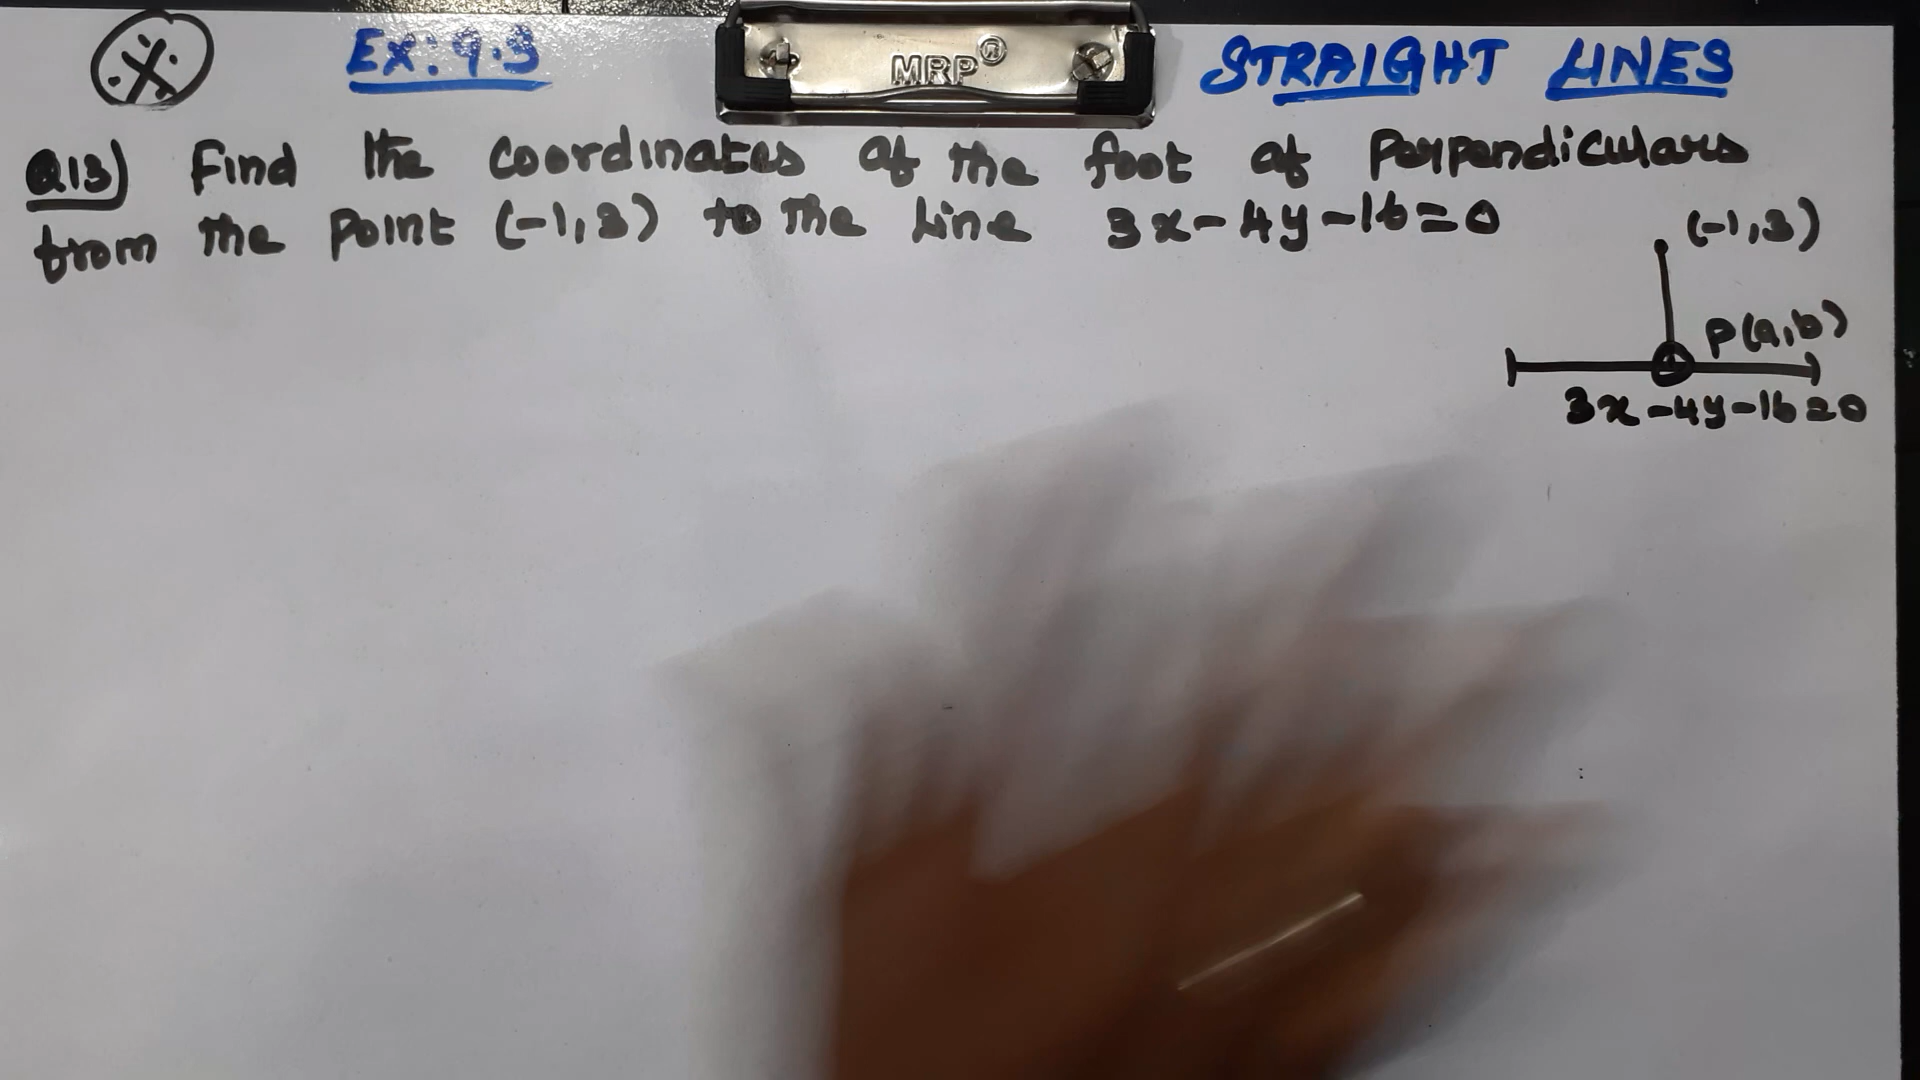 Ex: 9.3
MRP®
STRAIGHT LINES
Q13) Find the coordinates of the foot of perpendiculars
from the point (-1,3) to the line 3x-4y-16=0
(-1,3)
P(a,b)
3x-4y-16=0